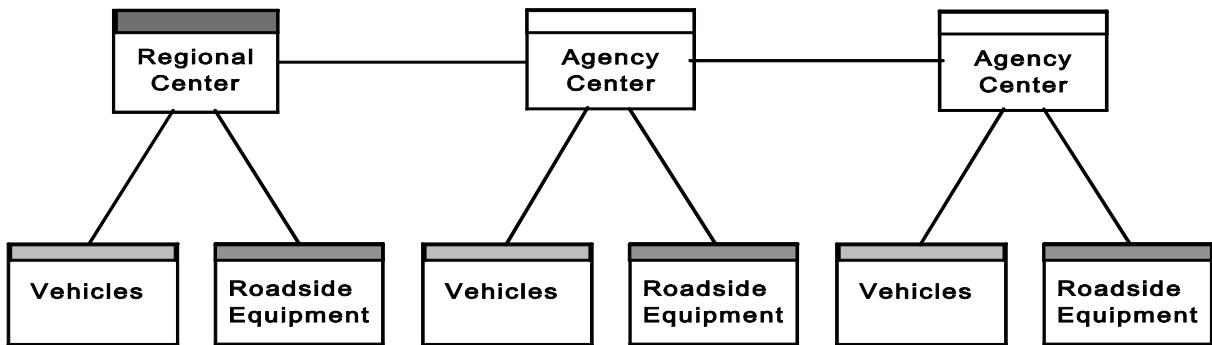 Regional
Center
Agency
Center
Agency
Center
Vehicles
Roadside
Equipment
Vehicles
Roadside
Equipment
Vehicles
Roadside
Equipment